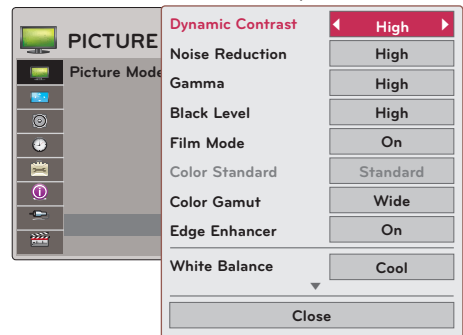 PICTURE
Picture Mode
Dynamic Contrast High
Noise Reduction High
Gamma High
Black Level High
Film Mode On
Color Standard Standard
Color Gamut Wide
Edge Enhancer On
White Balance Cool
Close